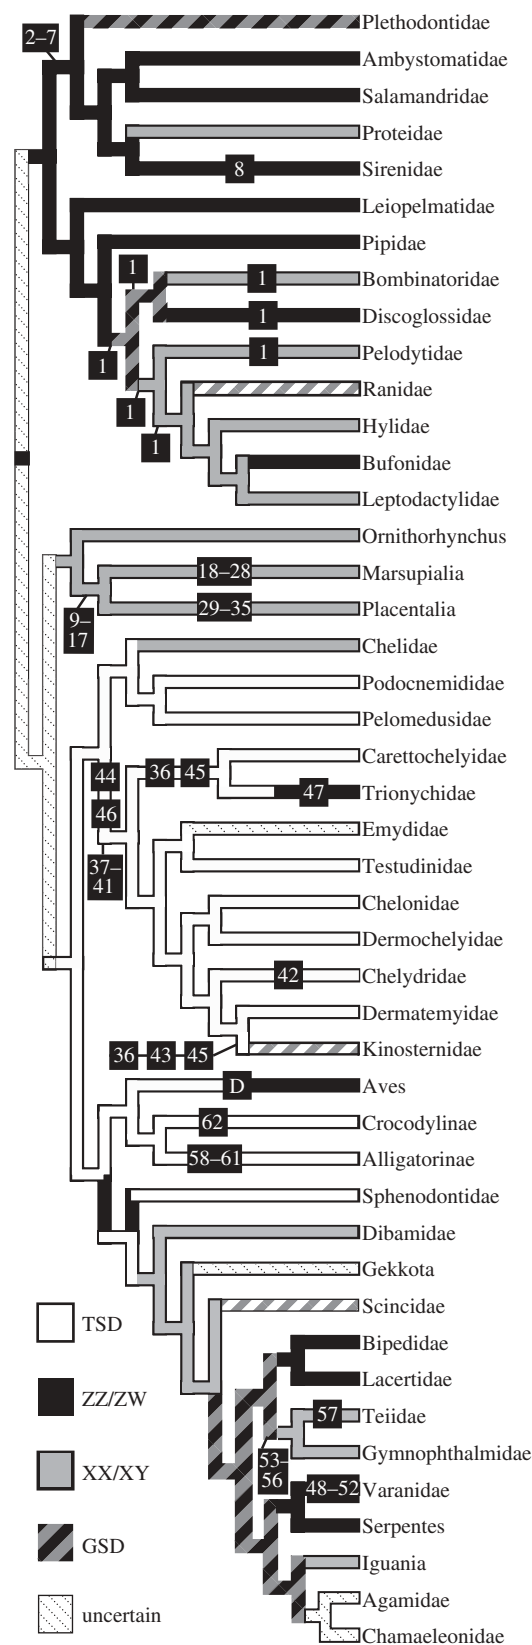 Plethodontidae
2–7
Ambystomatidae
Salamandridae
Proteidae
8
Sirenidae
Leiopelmatidae
Pipidae
1
1
Bombinatoridae
1
Discoglossidae
1
Pelodytidae
1
Ranidae
1
Hylidae
1
Bufonidae
Leptodactylidae
Ornithorhynchus
18–28
Marsupialia
9–
17
29–35
Placentalia
Chelidae
Podocnemididae
Pelomedusidae
Carettochelyidae
44
36
45
47
Trionychidae
46
Emydidae
37–
41
Testudinidae
Chelonidae
Dermochelyidae
42
Chelydridae
Dermatemyidae
36
43
45
Kinosternidae
D
Aves
62
Crocodylinae
58–61
Alligatorinae
Sphenodontidae
Dibamidae
Gekkota
Scincidae
TSD
Bipedidae
Lacertidae
ZZ/ZW
57
Teiidae
Gymnophthalmidae
XX/XY
53–
56
48–52
Varanidae
Serpentes
GSD
Iguania
Agamidae
uncertain
Chamaeleonidae